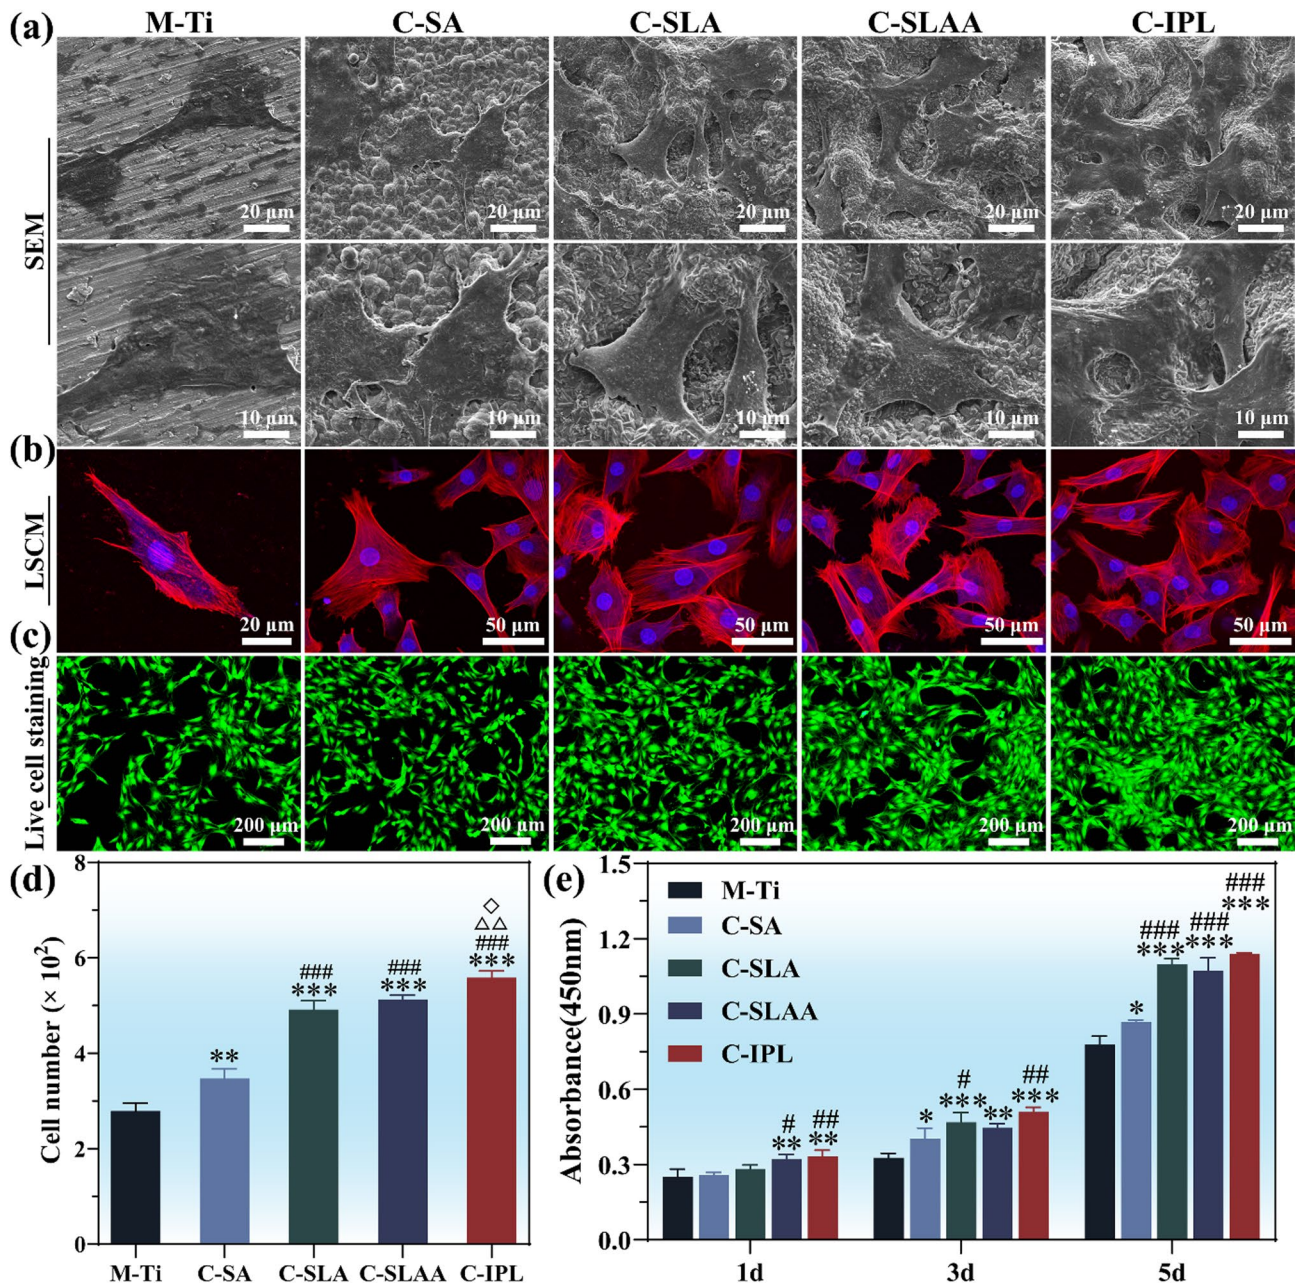 (a) M-Ti C-SA C-SLA C-SLAA C-IPL
SEM
20 μm 20 μm 20 μm 20 μm 20 μm
10 μm 10 μm 10 μm 10 μm 10 μm
(b)
LSCM
20 μm 50 μm 50 μm 50 μm 50 μm
(c)
Live cell staining
200 μm 200 μm 200 μm 200 μm 200 μm
(d)
Cell number (× 10²)
8
6
4
2
0
**
###
***
###
***
◇
△△
###
***
M-Ti C-SA C-SLA C-SLAA C-IPL
(e)
Absorbance(450nm)
1.5
1.2
0.9
0.6
0.3
0.0
M-Ti
C-SA
C-SLA
C-SLAA
C-IPL
#
**
##
**
*
#
***
**
##
***
*
###
***
###
***
###
***
1d 3d 5d